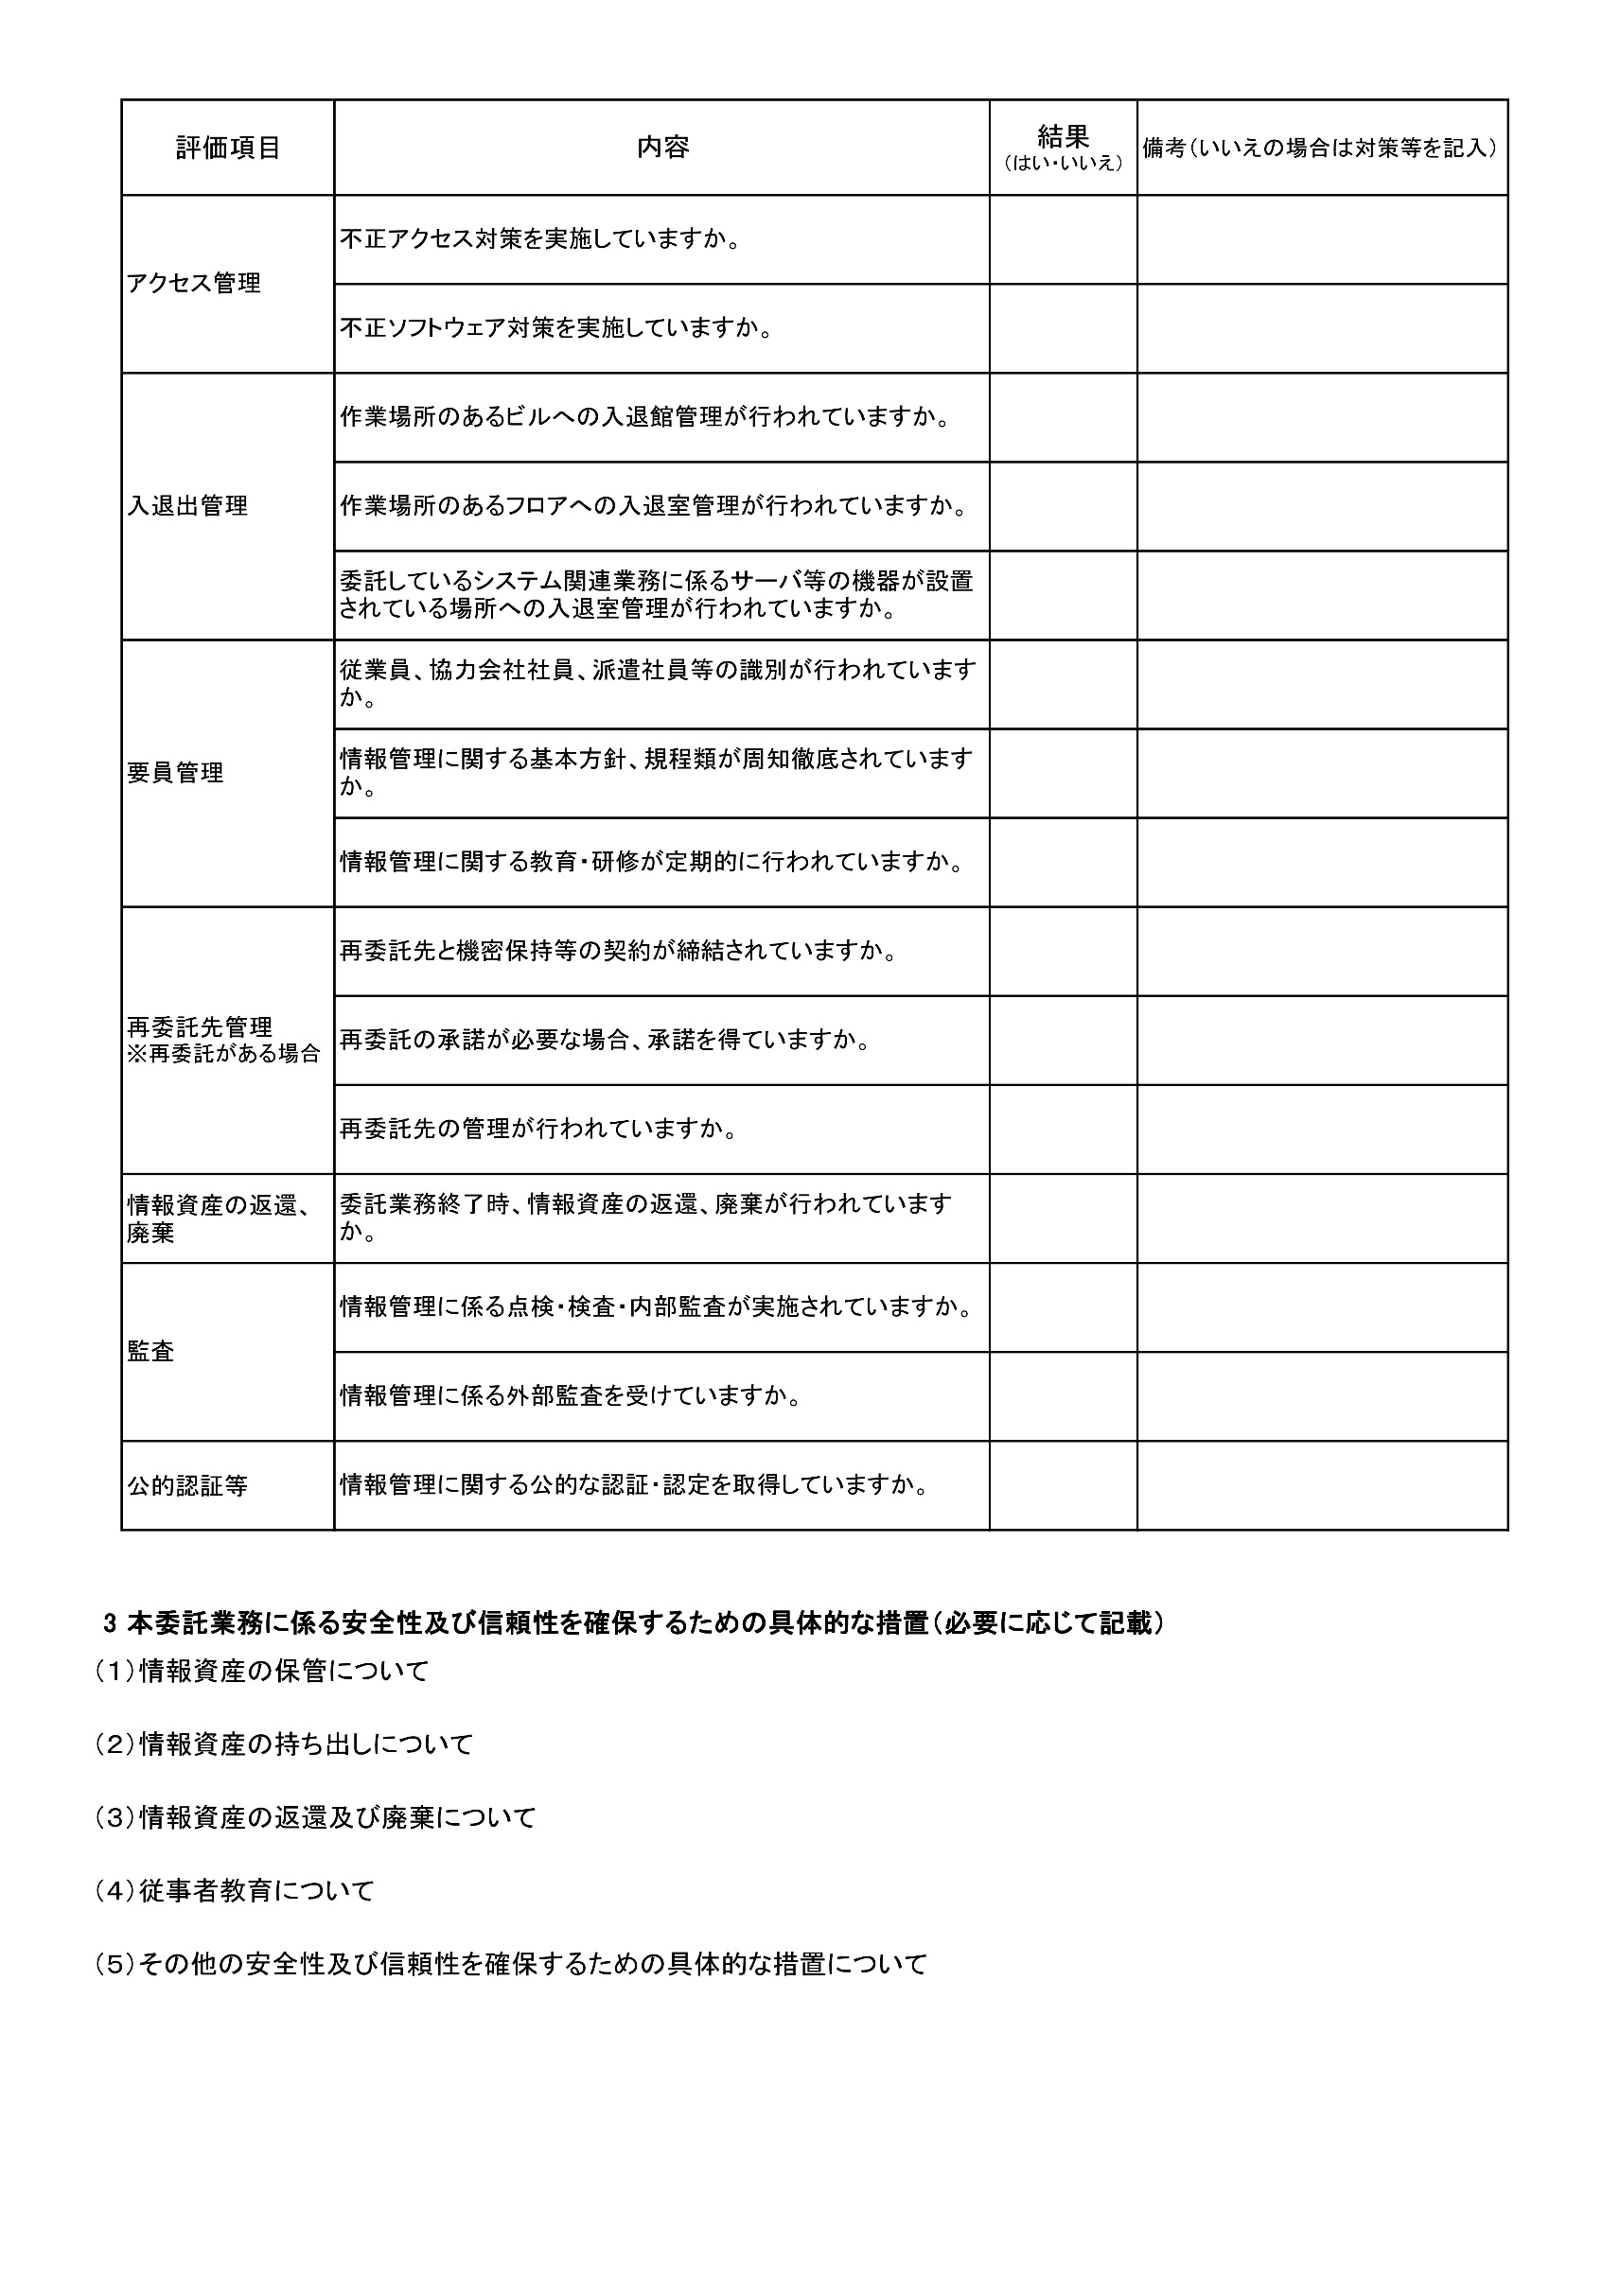 評価項目
内容
結果
（はい・いいえ）
備考（いいえの場合は対策等を記入）
アクセス管理
不正アクセス対策を実施していますか。
不正ソフトウェア対策を実施していますか。
入退出管理
作業場所のあるビルへの入退館管理が行われていますか。
作業場所のあるフロアへの入退室管理が行われていますか。
委託しているシステム関連業務に係るサーバ等の機器が設置
されている場所への入退室管理が行われていますか。
要員管理
従業員、協力会社社員、派遣社員等の識別が行われています
か。
情報管理に関する基本方針、規程類が周知徹底されています
か。
情報管理に関する教育・研修が定期的に行われていますか。
再委託先管理
※再委託がある場合
再委託先と機密保持等の契約が締結されていますか。
再委託の承諾が必要な場合、承諾を得ていますか。
再委託先の管理が行われていますか。
情報資産の返還、
廃棄
委託業務終了時、情報資産の返還、廃棄が行われています
か。
監査
情報管理に係る点検・検査・内部監査が実施されていますか。
情報管理に係る外部監査を受けていますか。
公的認証等
情報管理に関する公的な認証・認定を取得していますか。
3 本委託業務に係る安全性及び信頼性を確保するための具体的な措置（必要に応じて記載）
（1）情報資産の保管について
（2）情報資産の持ち出しについて
（3）情報資産の返還及び廃棄について
（4）従事者教育について
（5）その他の安全性及び信頼性を確保するための具体的な措置について